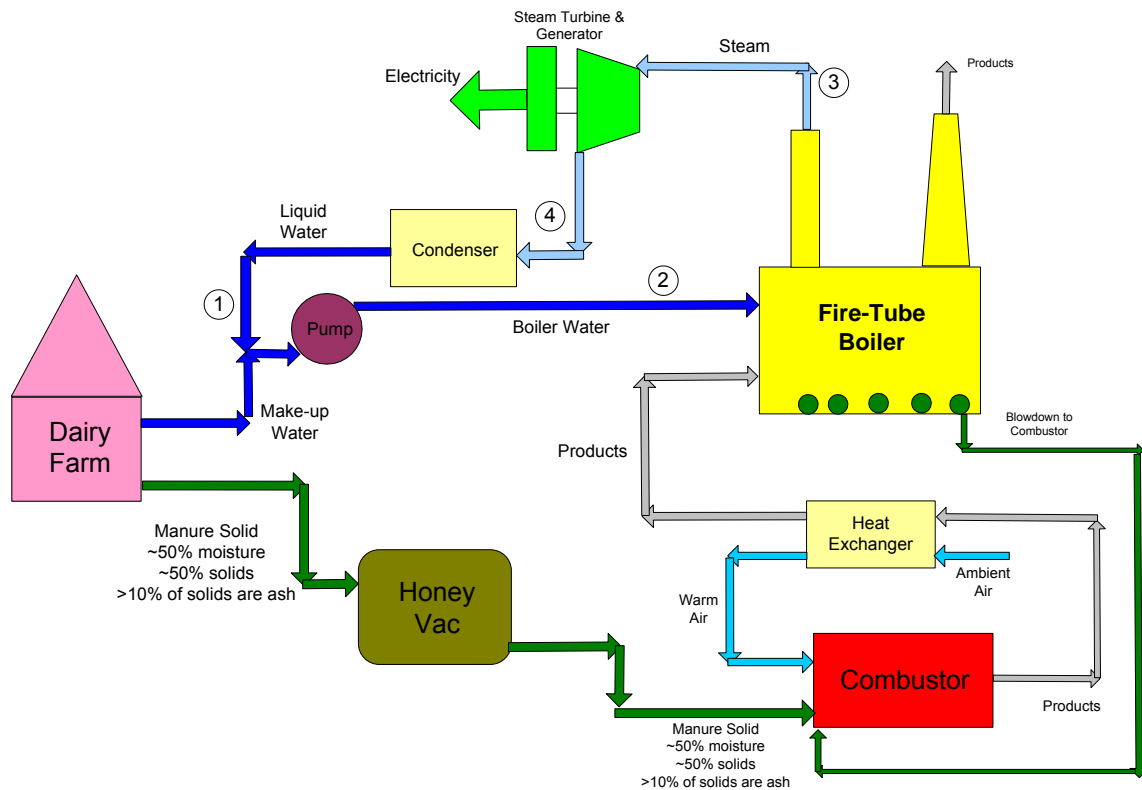 Steam Turbine &
Generator
Steam
Electricity
3
Products
4
Liquid
Water
Condenser
1
2
Pump
Boiler Water
Fire-Tube
Boiler
Make-up
Water
Dairy
Farm
Blowdown to
Combustor
Products
Heat
Exchanger
Manure Solid
~50% moisture
~50% solids
>10% of solids are ash
Honey
Vac
Warm
Air
Ambient
Air
Combustor
Products
Manure Solid
~50% moisture
~50% solids
>10% of solids are ash